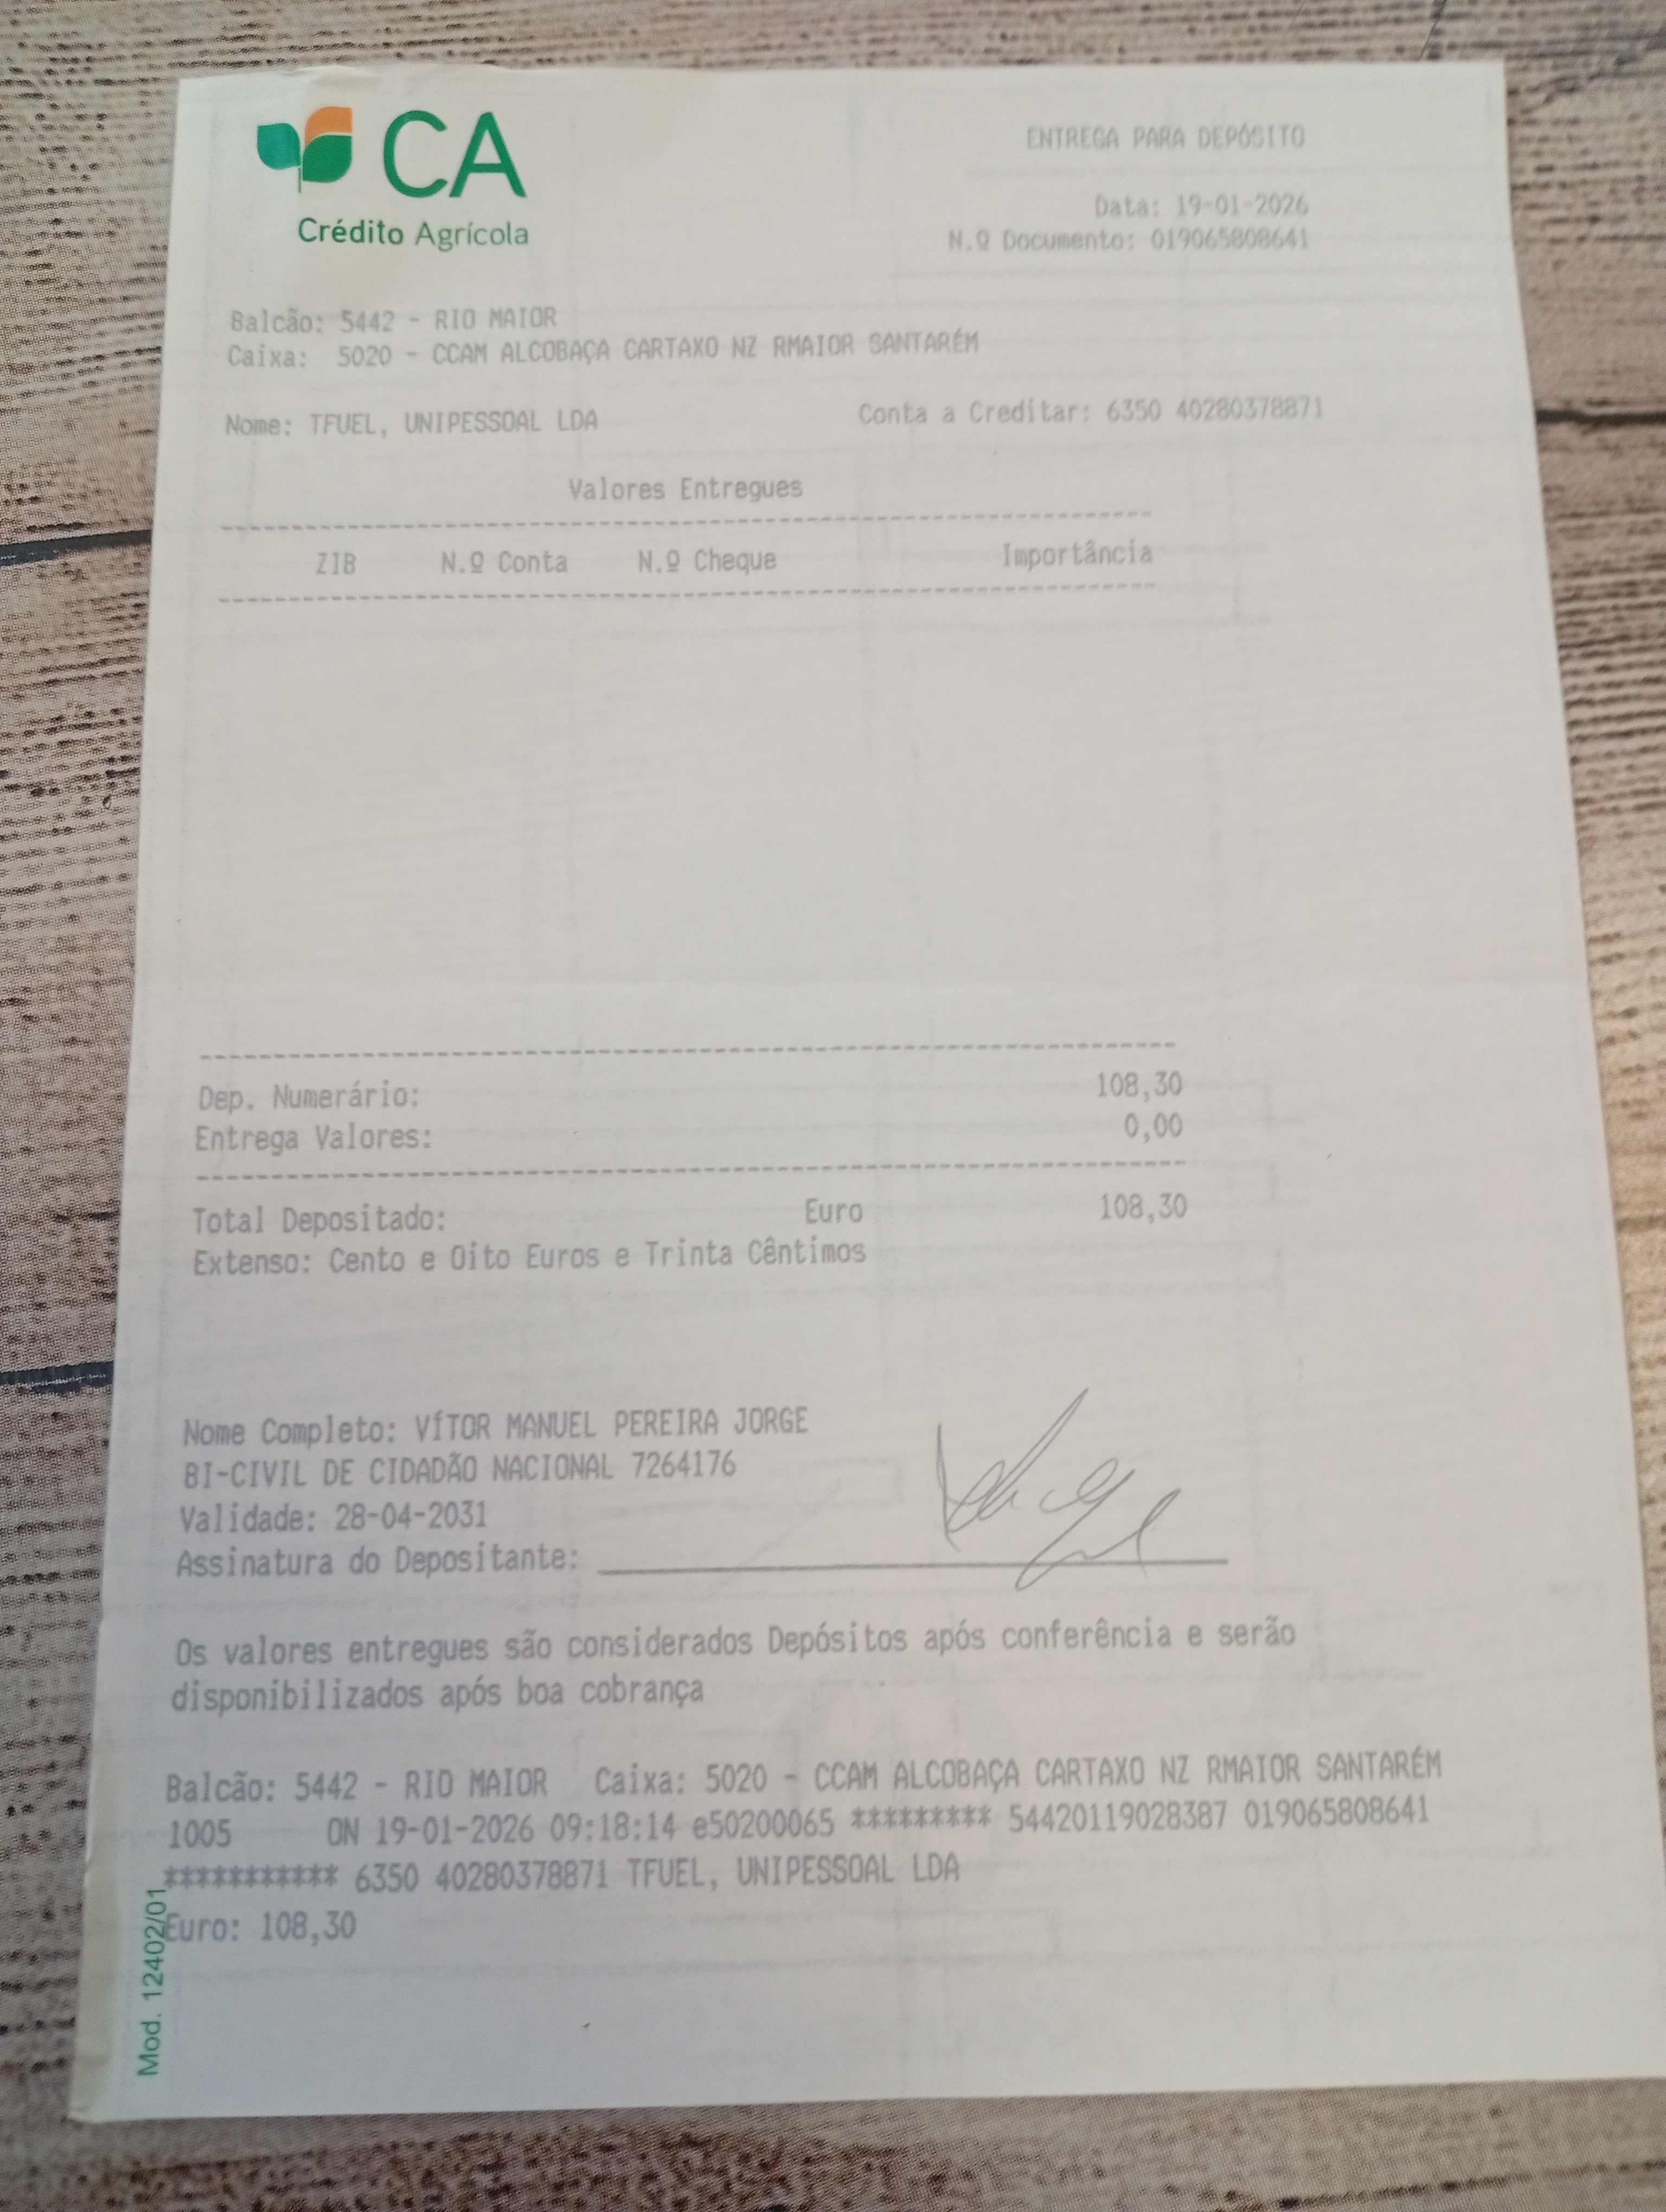 CA
Crédito Agrícola
ENTREGA PARA DEPÓSITO
Data: 19-01-2026
N.º Documento: 019065808641
Balcão: 5442 - RIO MAIOR
Caixa: 5020 - CCAM ALCOBAÇA CARTAXO NZ RMAIOR SANTARÉM
Nome: TFUEL, UNIPESSOAL LDA Conta a Creditar: 6350 40280378871
Valores Entregues
ZIB N.º Conta N.º Cheque Importância
Dep. Numerário: 108,30
Entrega Valores: 0,00
Total Depositado: Euro 108,30
Extenso: Cento e Oito Euros e Trinta Cêntimos
Nome Completo: VÍTOR MANUEL PEREIRA JORGE
BI-CIVIL DE CIDADÃO NACIONAL 7264176
Validade: 28-04-2031
Assinatura do Depositante:
Os valores entregues são considerados Depósitos após conferência e serão
disponibilizados após boa cobrança
Balcão: 5442 - RIO MAIOR Caixa: 5020 - CCAM ALCOBAÇA CARTAXO NZ RMAIOR SANTARÉM
1005 ON 19-01-2026 09:18:14 e50200065 ********* 54420119028387 019065808641
*********** 6350 40280378871 TFUEL, UNIPESSOAL LDA
Euro: 108,30
Mod. 12402/01